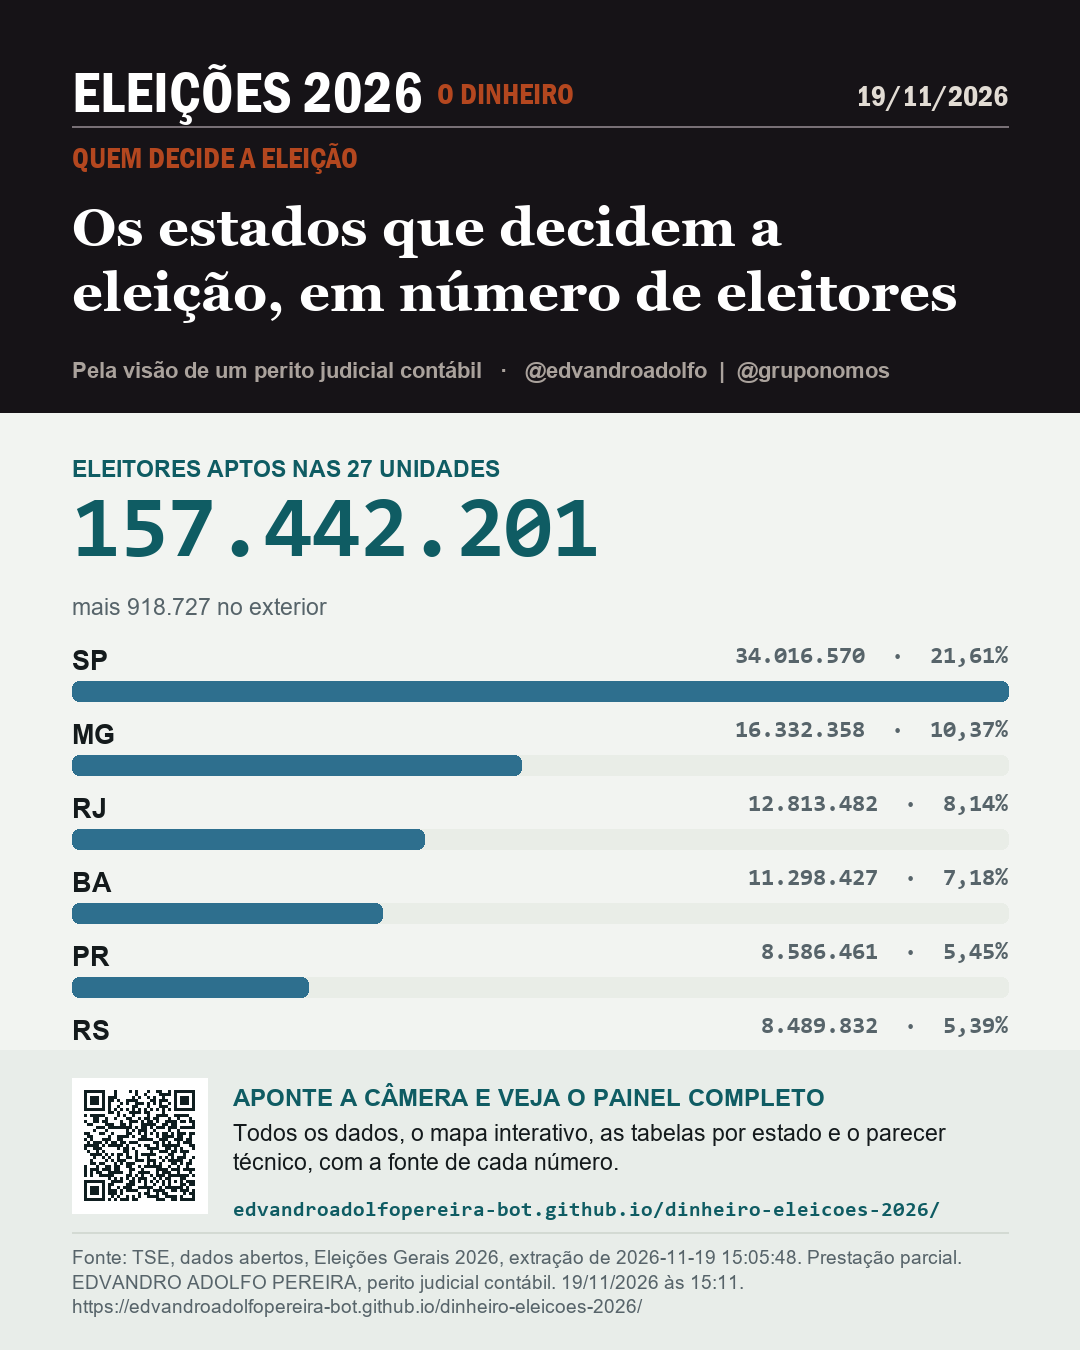 ELEIÇÕES 2026 O DINHEIRO 19/11/2026
QUEM DECIDE A ELEIÇÃO
Os estados que decidem a
eleição, em número de eleitores
Pela visão de um perito judicial contábil · @edvandroadolfo | @gruponomos
ELEITORES APTOS NAS 27 UNIDADES
157.442.201
mais 918.727 no exterior
SP 34.016.570 · 21,61%
MG 16.332.358 · 10,37%
RJ 12.813.482 · 8,14%
BA 11.298.427 · 7,18%
PR 8.586.461 · 5,45%
RS 8.489.832 · 5,39%
APONTE A CÂMERA E VEJA O PAINEL COMPLETO
Todos os dados, o mapa interativo, as tabelas por estado e o parecer
técnico, com a fonte de cada número.
edvandroadolfopereira-bot.github.io/dinheiro-eleicoes-2026/
Fonte: TSE, dados abertos, Eleições Gerais 2026, extração de 2026-11-19 15:05:48. Prestação parcial.
EDVANDRO ADOLFO PEREIRA, perito judicial contábil. 19/11/2026 às 15:11.
https://edvandroadolfopereira-bot.github.io/dinheiro-eleicoes-2026/